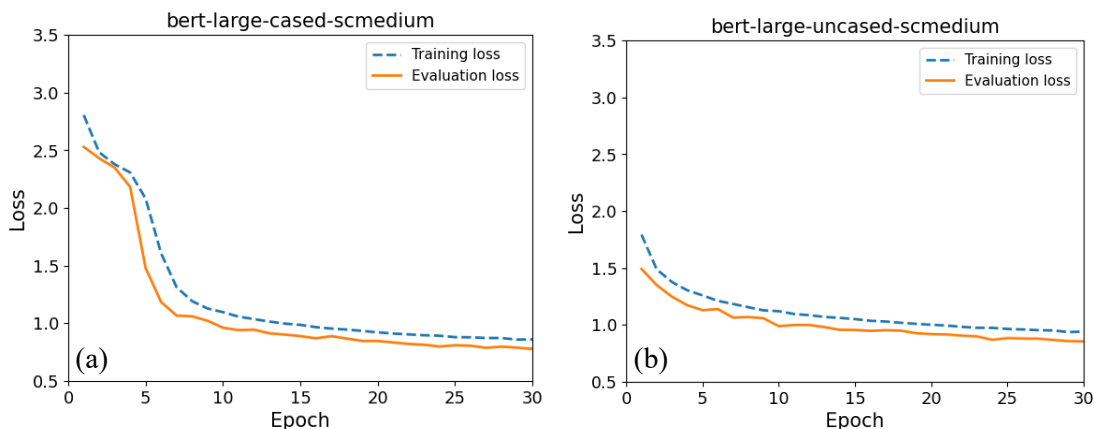 bert-large-cased-scmedium
3.5
3.0
2.5
2.0
1.5
1.0
0.5
Loss
Training loss
Evaluation loss
(a)
0 5 10 15 20 25 30
Epoch
bert-large-uncased-scmedium
3.5
3.0
2.5
2.0
1.5
1.0
0.5
Loss
Training loss
Evaluation loss
(b)
0 5 10 15 20 25 30
Epoch